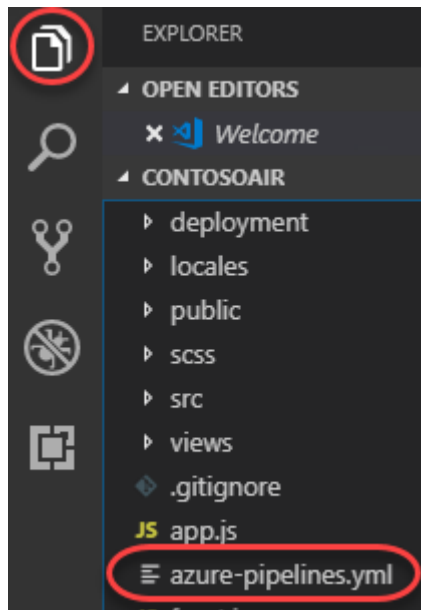 EXPLORER
OPEN EDITORS
Welcome
CONTOSOAIR
deployment
locales
public
scss
src
views
.gitignore
JS app.js
azure-pipelines.yml